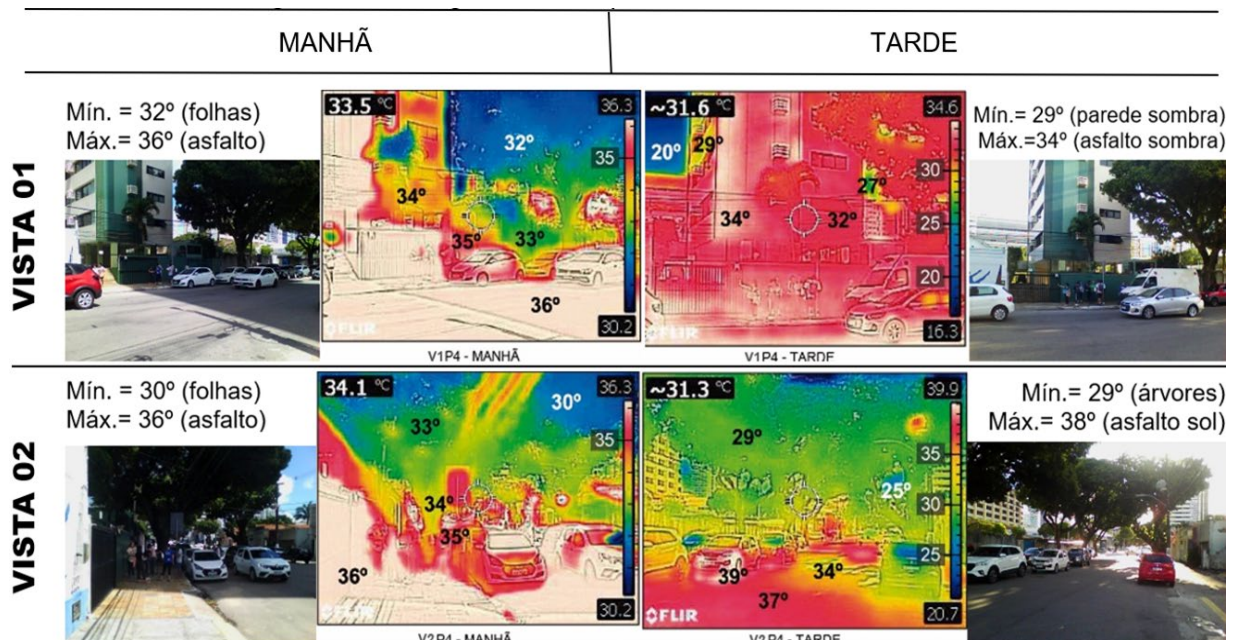 MANHÃ
TARDE
VISTA 01
Mín. = 32º (folhas)
Máx.= 36º (asfalto)
33.5 ºC
36.3
32º
35
34º
35º
33º
36º
30.2
FLIR
V1P4 - MANHÃ
~31.6 ºC
34.6
20º
29º
30
27º
34º
32º
25
20
16.3
FLIR
V1P4 - TARDE
Mín.= 29º (parede sombra)
Máx.=34º (asfalto sombra)
VISTA 02
Mín. = 30º (folhas)
Máx.= 36º (asfalto)
34.1 ºC
36.3
30º
33º
35
34º
35º
36º
30.2
FLIR
V2P4 - MANHÃ
~31.3 ºC
39.9
29º
35
25º
30
25
39º
34º
37º
20.7
FLIR
V2P4 - TARDE
Mín.= 29º (árvores)
Máx.= 38º (asfalto sol)